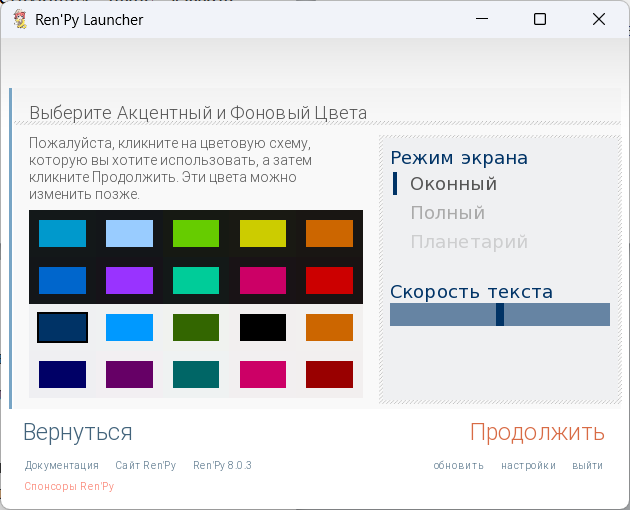 Ren'Py Launcher
Выберите Акцентный и Фоновый Цвета
Пожалуйста, кликните на цветовую схему,
которую вы хотите использовать, а затем
кликните Продолжить. Эти цвета можно
изменить позже.
Режим экрана
Оконный
Полный
Планетарий
Скорость текста
Вернуться
Продолжить
Документация Сайт Ren'Py Ren'Py 8.0.3
обновить настройки выйти
Спонсоры Ren'Py